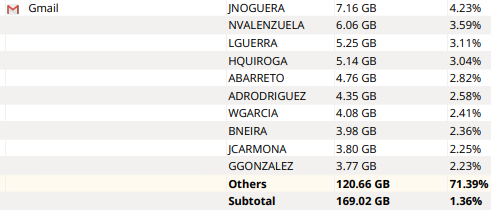 Gmail JNOGUERA 7.16 GB 4.23%
NVALENZUELA 6.06 GB 3.59%
LGUERRA 5.25 GB 3.11%
HQUIROGA 5.14 GB 3.04%
ABARRETO 4.76 GB 2.82%
ADRODRIGUEZ 4.35 GB 2.58%
WGARCIA 4.08 GB 2.41%
BNEIRA 3.98 GB 2.36%
JCARMONA 3.80 GB 2.25%
GGONZALEZ 3.77 GB 2.23%
Others 120.66 GB 71.39%
Subtotal 169.02 GB 1.36%